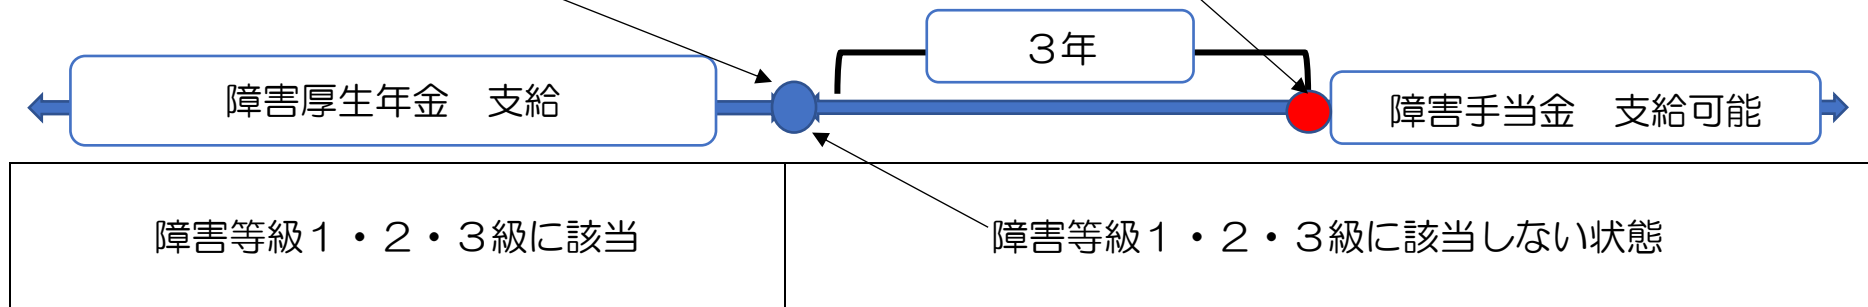 3年
障害厚生年金　支給
障害手当金　支給可能
障害等級１・２・３級に該当
障害等級１・２・３級に該当しない状態